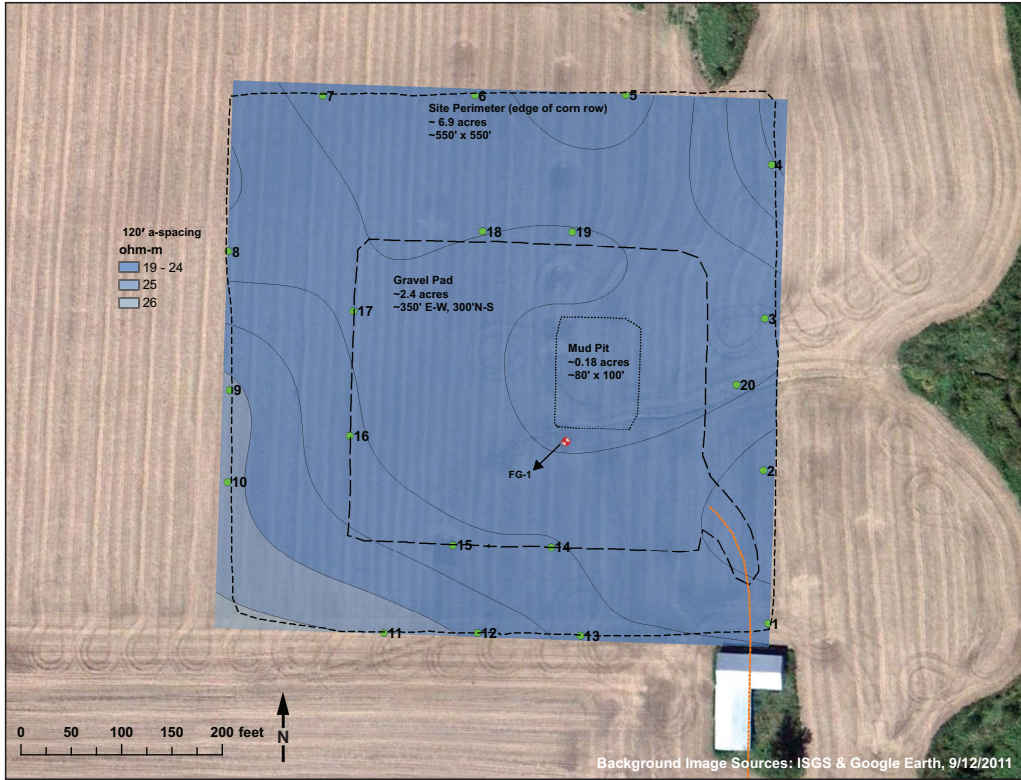 7
6
5
Site Perimeter (edge of corn row)
~ 6.9 acres
~550' x 550'
4
120' a-spacing
ohm-m
19 - 24
25
26
8
18
19
Gravel Pad
~2.4 acres
~350' E-W, 300'N-S
17
3
Mud Pit
~0.18 acres
~80' x 100'
20
9
16
FG-1
2
10
15
14
1
11
12
13
0 50 100 200 feet
N
Background Image Sources: ISGS & Google Earth, 9/12/2011